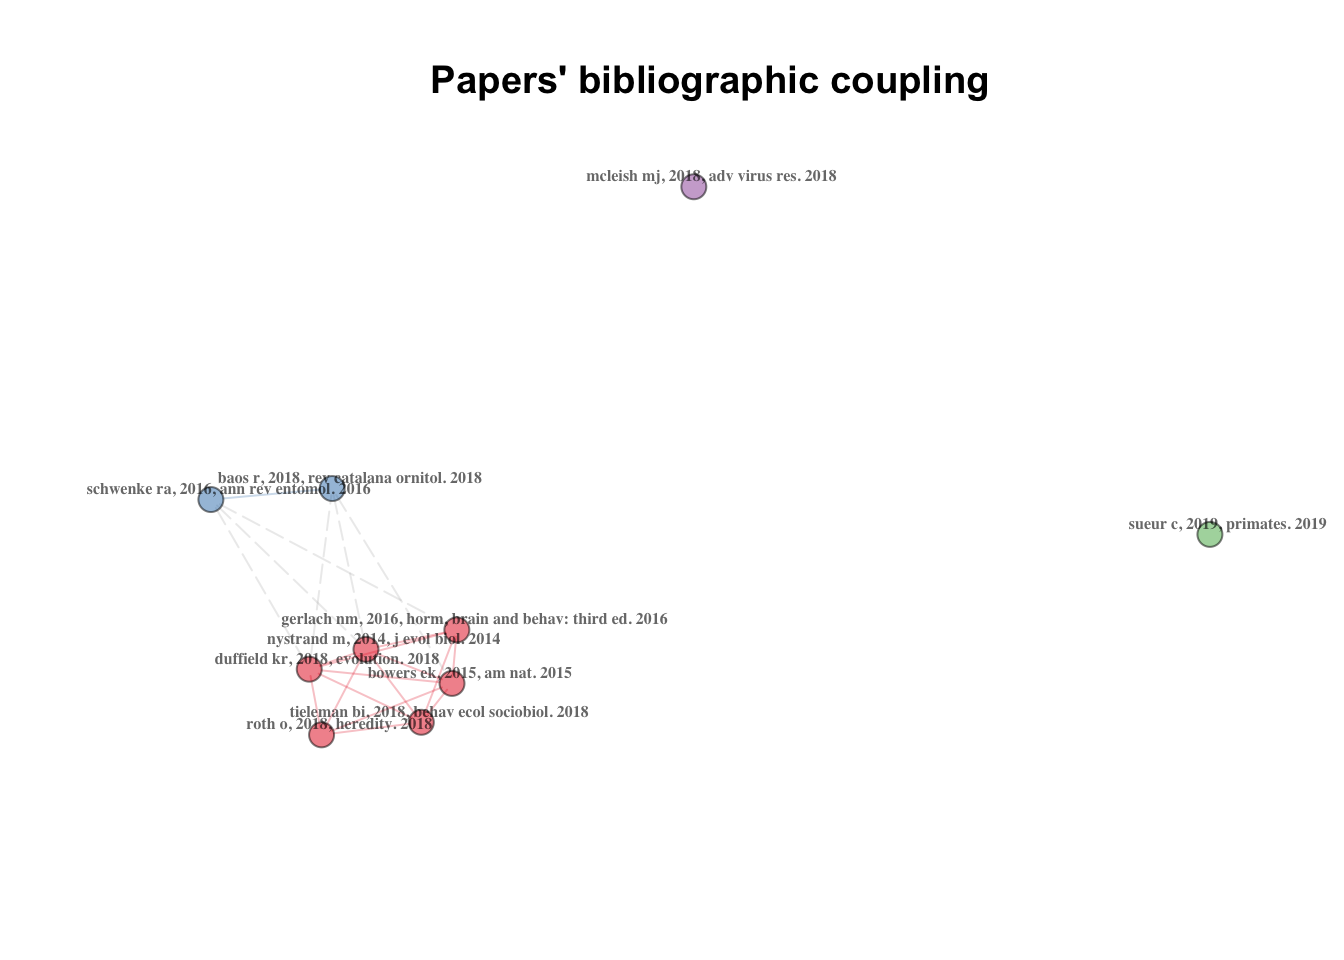 Papers' bibliographic coupling
mcleish mj, 2018, adv virus res. 2018
baos r, 2018, rev catalana ornitol. 2018
schwenke ra, 2016, ann rev entomol. 2016
sueur c, 2019, primates. 2019
gerlach nm, 2016, horm, brain and behav: third ed. 2016
nystrand m, 2014, j evol biol. 2014
duffield kr, 2018, evolution. 2018
bowers ek, 2015, am nat. 2015
tieleman bi, 2018, behav ecol sociobiol. 2018
roth o, 2018, heredity. 2018